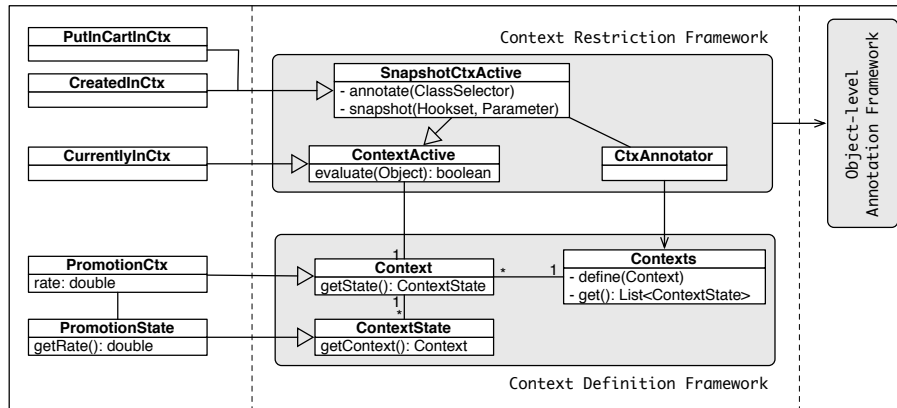 PutInCartInCtx
CreatedInCtx
CurrentlyInCtx
PromotionCtx
rate: double
PromotionState
getRate(): double
Context Restriction Framework
SnapshotCtxActive
- annotate(ClassSelector)
- snapshot(Hookset, Parameter)
ContextActive
evaluate(Object): boolean
CtxAnnotator
1
Context
getState(): ContextState
* 1
Contexts
- define(Context)
- get(): List<ContextState>
1
*
ContextState
getContext(): Context
Context Definition Framework
Object-level
Annotation Framework